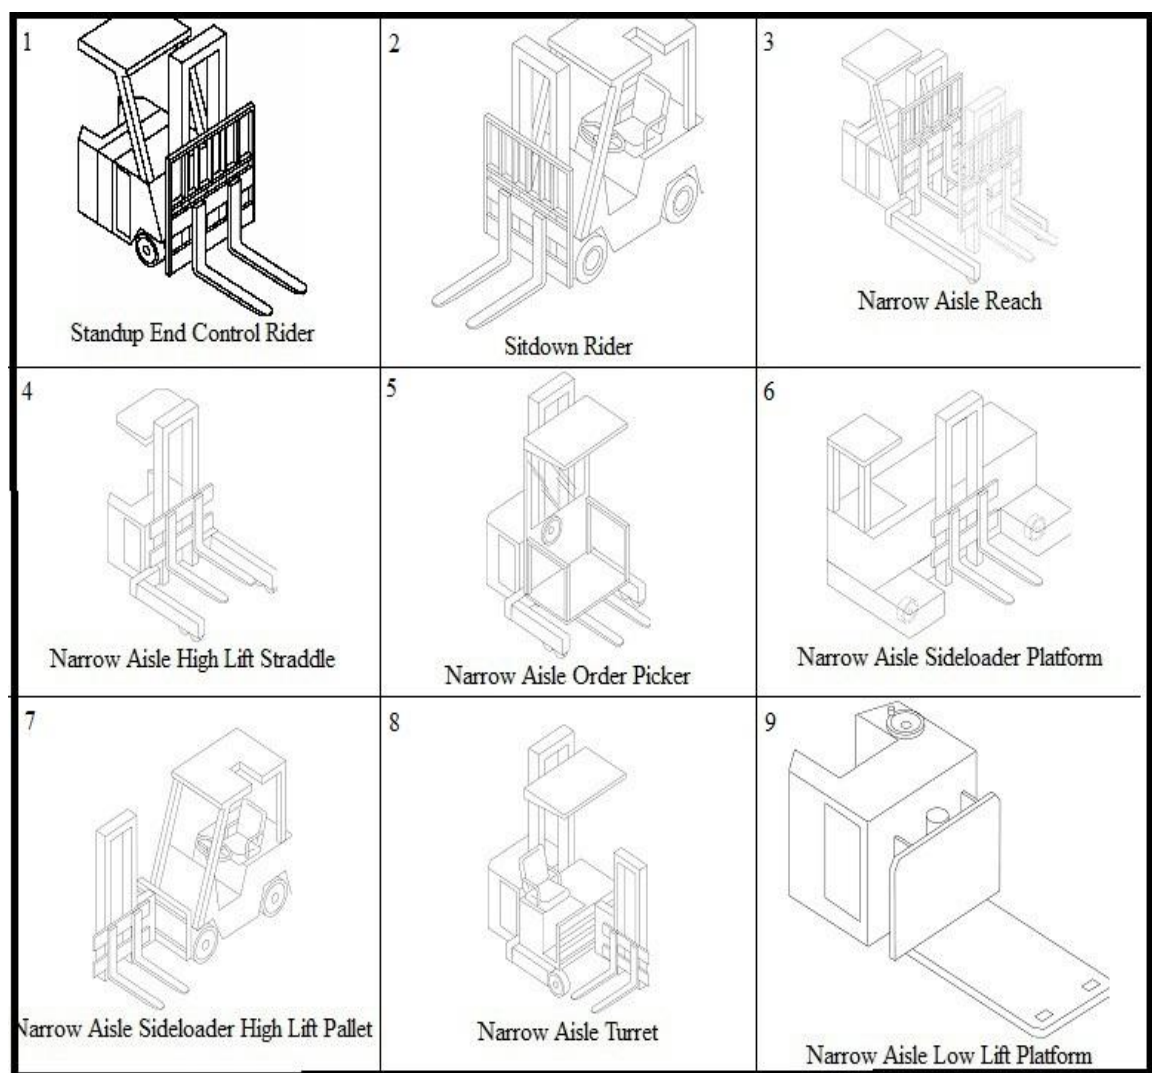 1
Standup End Control Rider
2
Sitdown Rider
3
Narrow Aisle Reach
4
Narrow Aisle High Lift Straddle
5
Narrow Aisle Order Picker
6
Narrow Aisle Sideloader Platform
7
Narrow Aisle Sideloader High Lift Pallet
8
Narrow Aisle Turret
9
Narrow Aisle Low Lift Platform